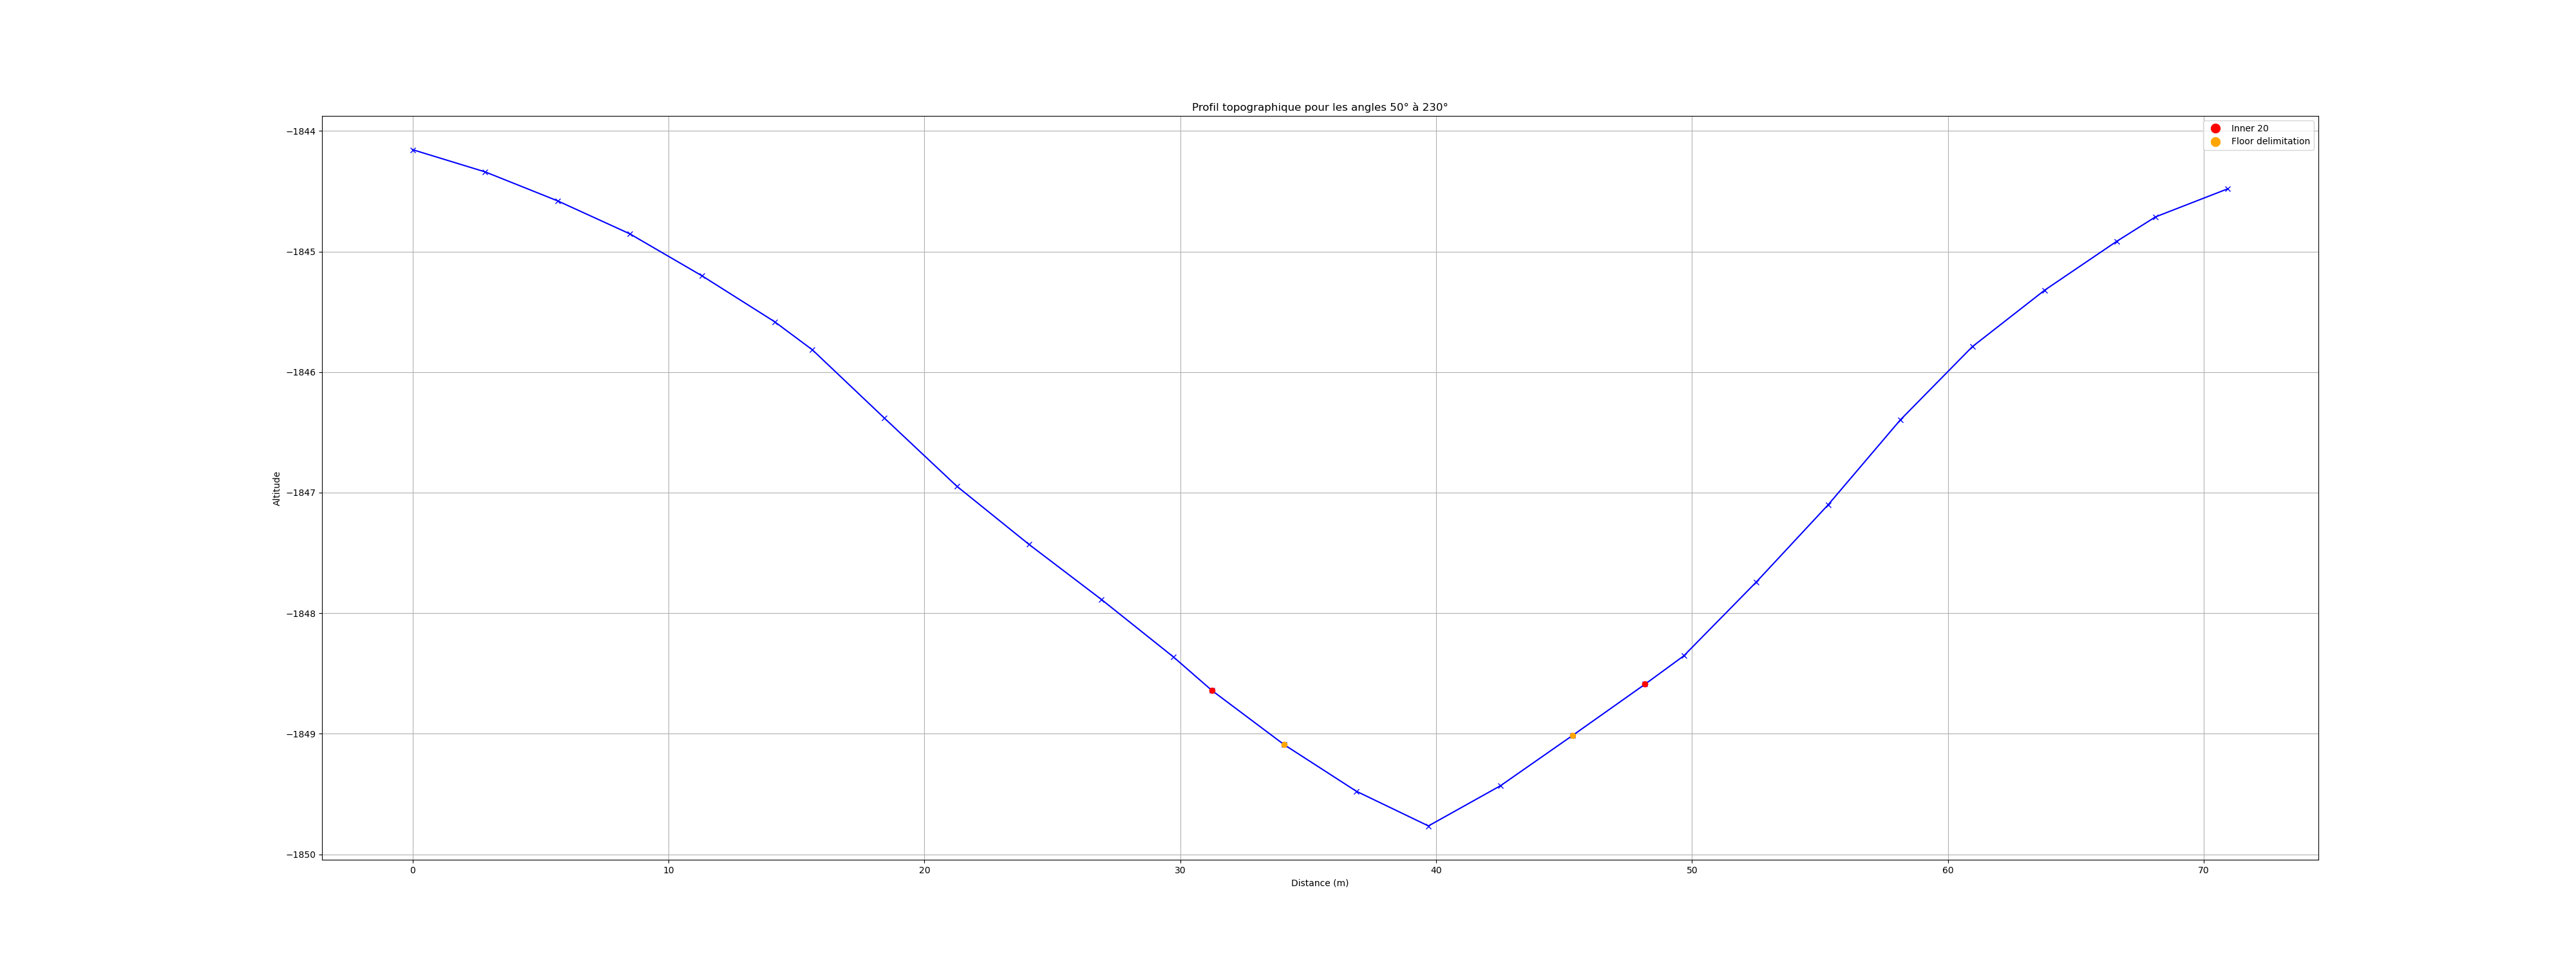 Profil topographique pour les angles 50° à 230°
Inner 20
Floor delimitation
Altitude
−1844
−1845
−1846
−1847
−1848
−1849
−1850
0 10 20 30 40 50 60 70
Distance (m)